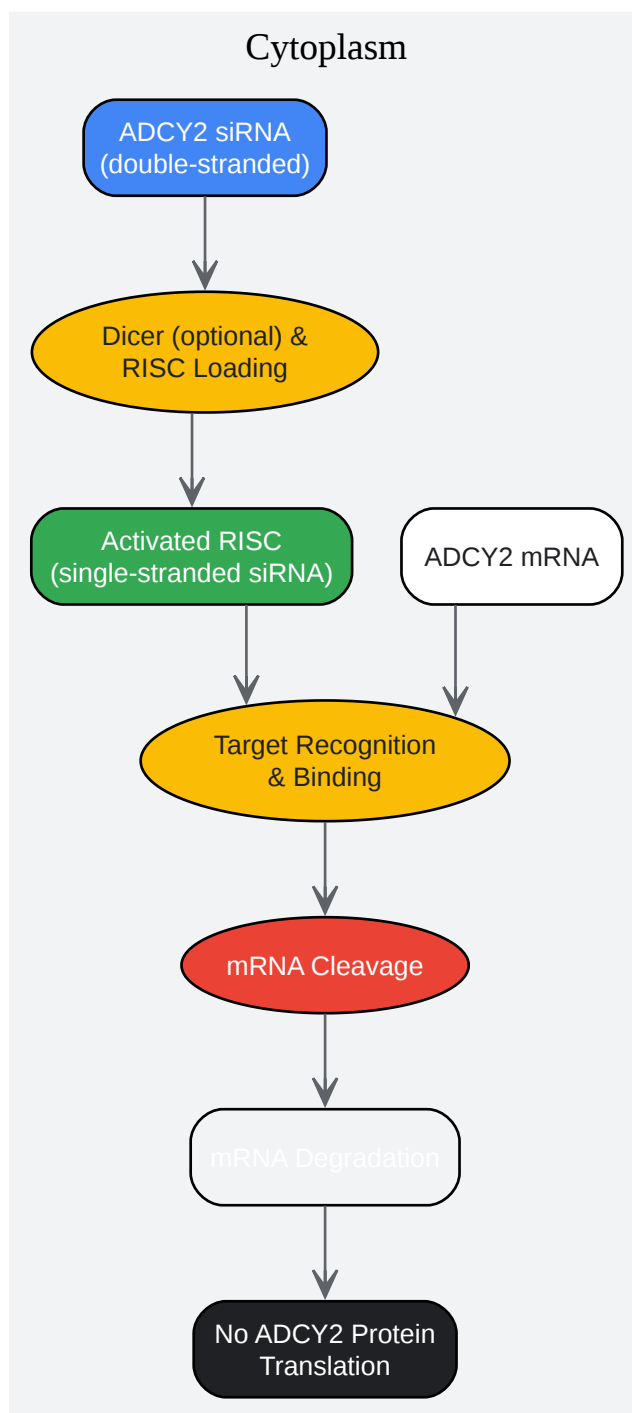 Cytoplasm
ADCY2 siRNA
(double-stranded)
Dicer (optional) &
RISC Loading
Activated RISC
(single-stranded siRNA)
ADCY2 mRNA
Target Recognition
& Binding
mRNA Cleavage
mRNA Degradation
No ADCY2 Protein
Translation